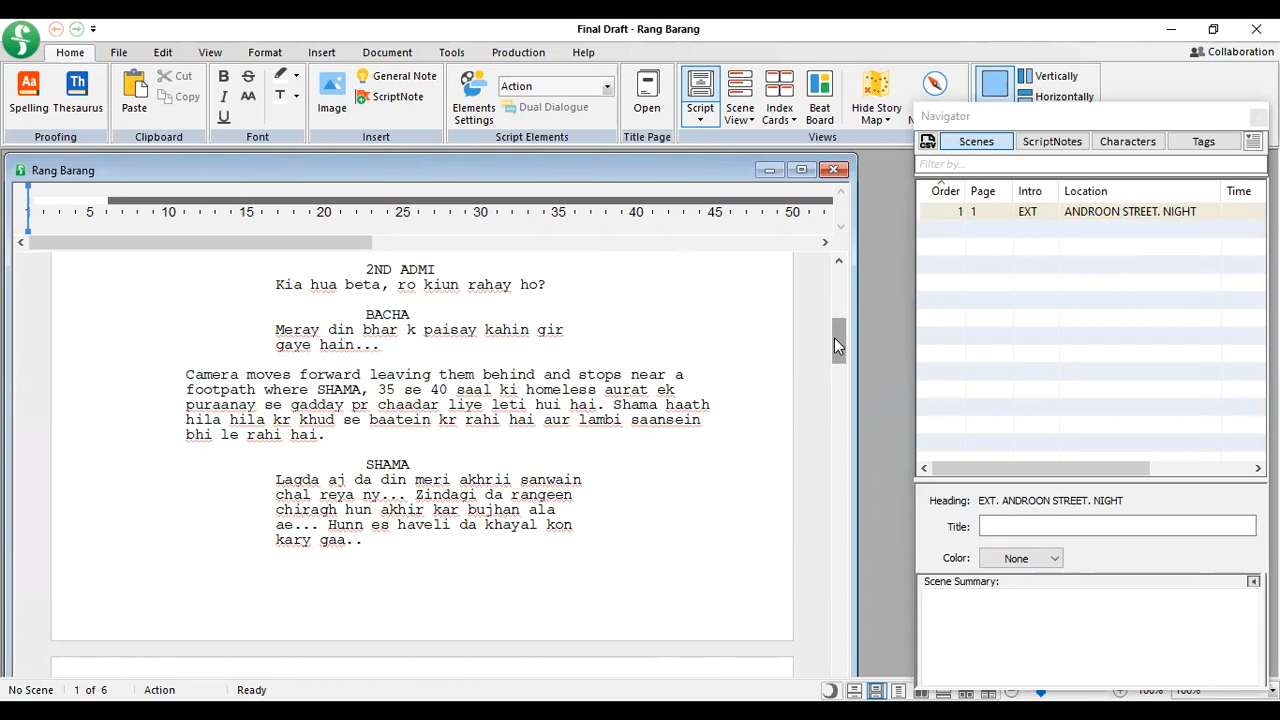 Final Draft - Rang Barang
Home File Edit View Format Insert Document Tools Production Help
Collaboration
Spelling Thesaurus
Proofing
Paste
Cut
Copy
Clipboard
B S
I AA
U
Font
Image
General Note
ScriptNote
Insert
Elements Settings
Action
Dual Dialogue
Script Elements
Open
Title Page
Script Scene View Index Cards Beat Board Hide Story Map
Views
Vertically
Horizontally
Navigator
CSV Scenes ScriptNotes Characters Tags
Filter by...
Order Page Intro Location Time
1 1 EXT ANDROON STREET. NIGHT
Rang Barang
5 10 15 20 25 30 35 40 45 50
2ND ADMI
Kia hua beta, ro kiun rahay ho?
BACHA
Meray din bhar k paisay kahin gir
gaye hain...
Camera moves forward leaving them behind and stops near a
footpath where SHAMA, 35 se 40 saal ki homeless aurat ek
puraanay se gadday pr chaadar liye leti hui hai. Shama haath
hila hila kr khud se baatein kr rahi hai aur lambi saansein
bhi le rahi hai.
SHAMA
Lagda aj da din meri akhrii sanwain
chal reya ny... Zindagi da rangeen
chiragh hun akhir kar bujhan ala
ae... Hunn es haveli da khayal kon
kary gaa..
Heading: EXT. ANDROON STREET. NIGHT
Title:
Color: None
Scene Summary:
No Scene 1 of 6 Action Ready
100% 100%